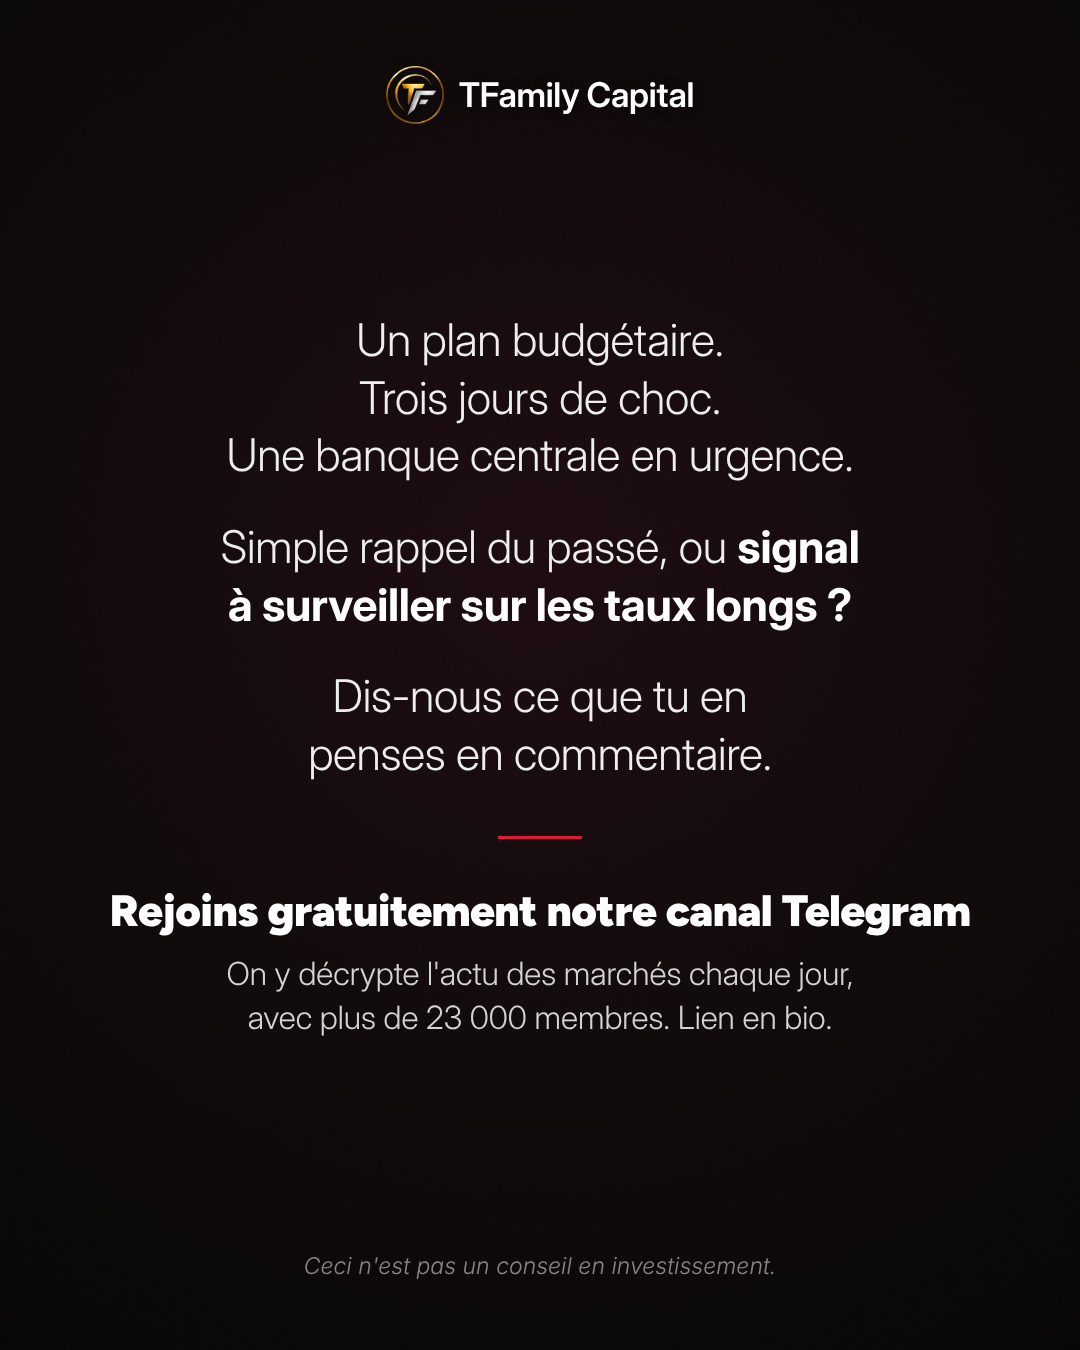 TF TFamily Capital
Un plan budgétaire.
Trois jours de choc.
Une banque centrale en urgence.
Simple rappel du passé, ou signal
à surveiller sur les taux longs ?
Dis-nous ce que tu en
penses en commentaire.
Rejoins gratuitement notre canal Telegram
On y décrypte l'actu des marchés chaque jour,
avec plus de 23 000 membres. Lien en bio.
Ceci n'est pas un conseil en investissement.